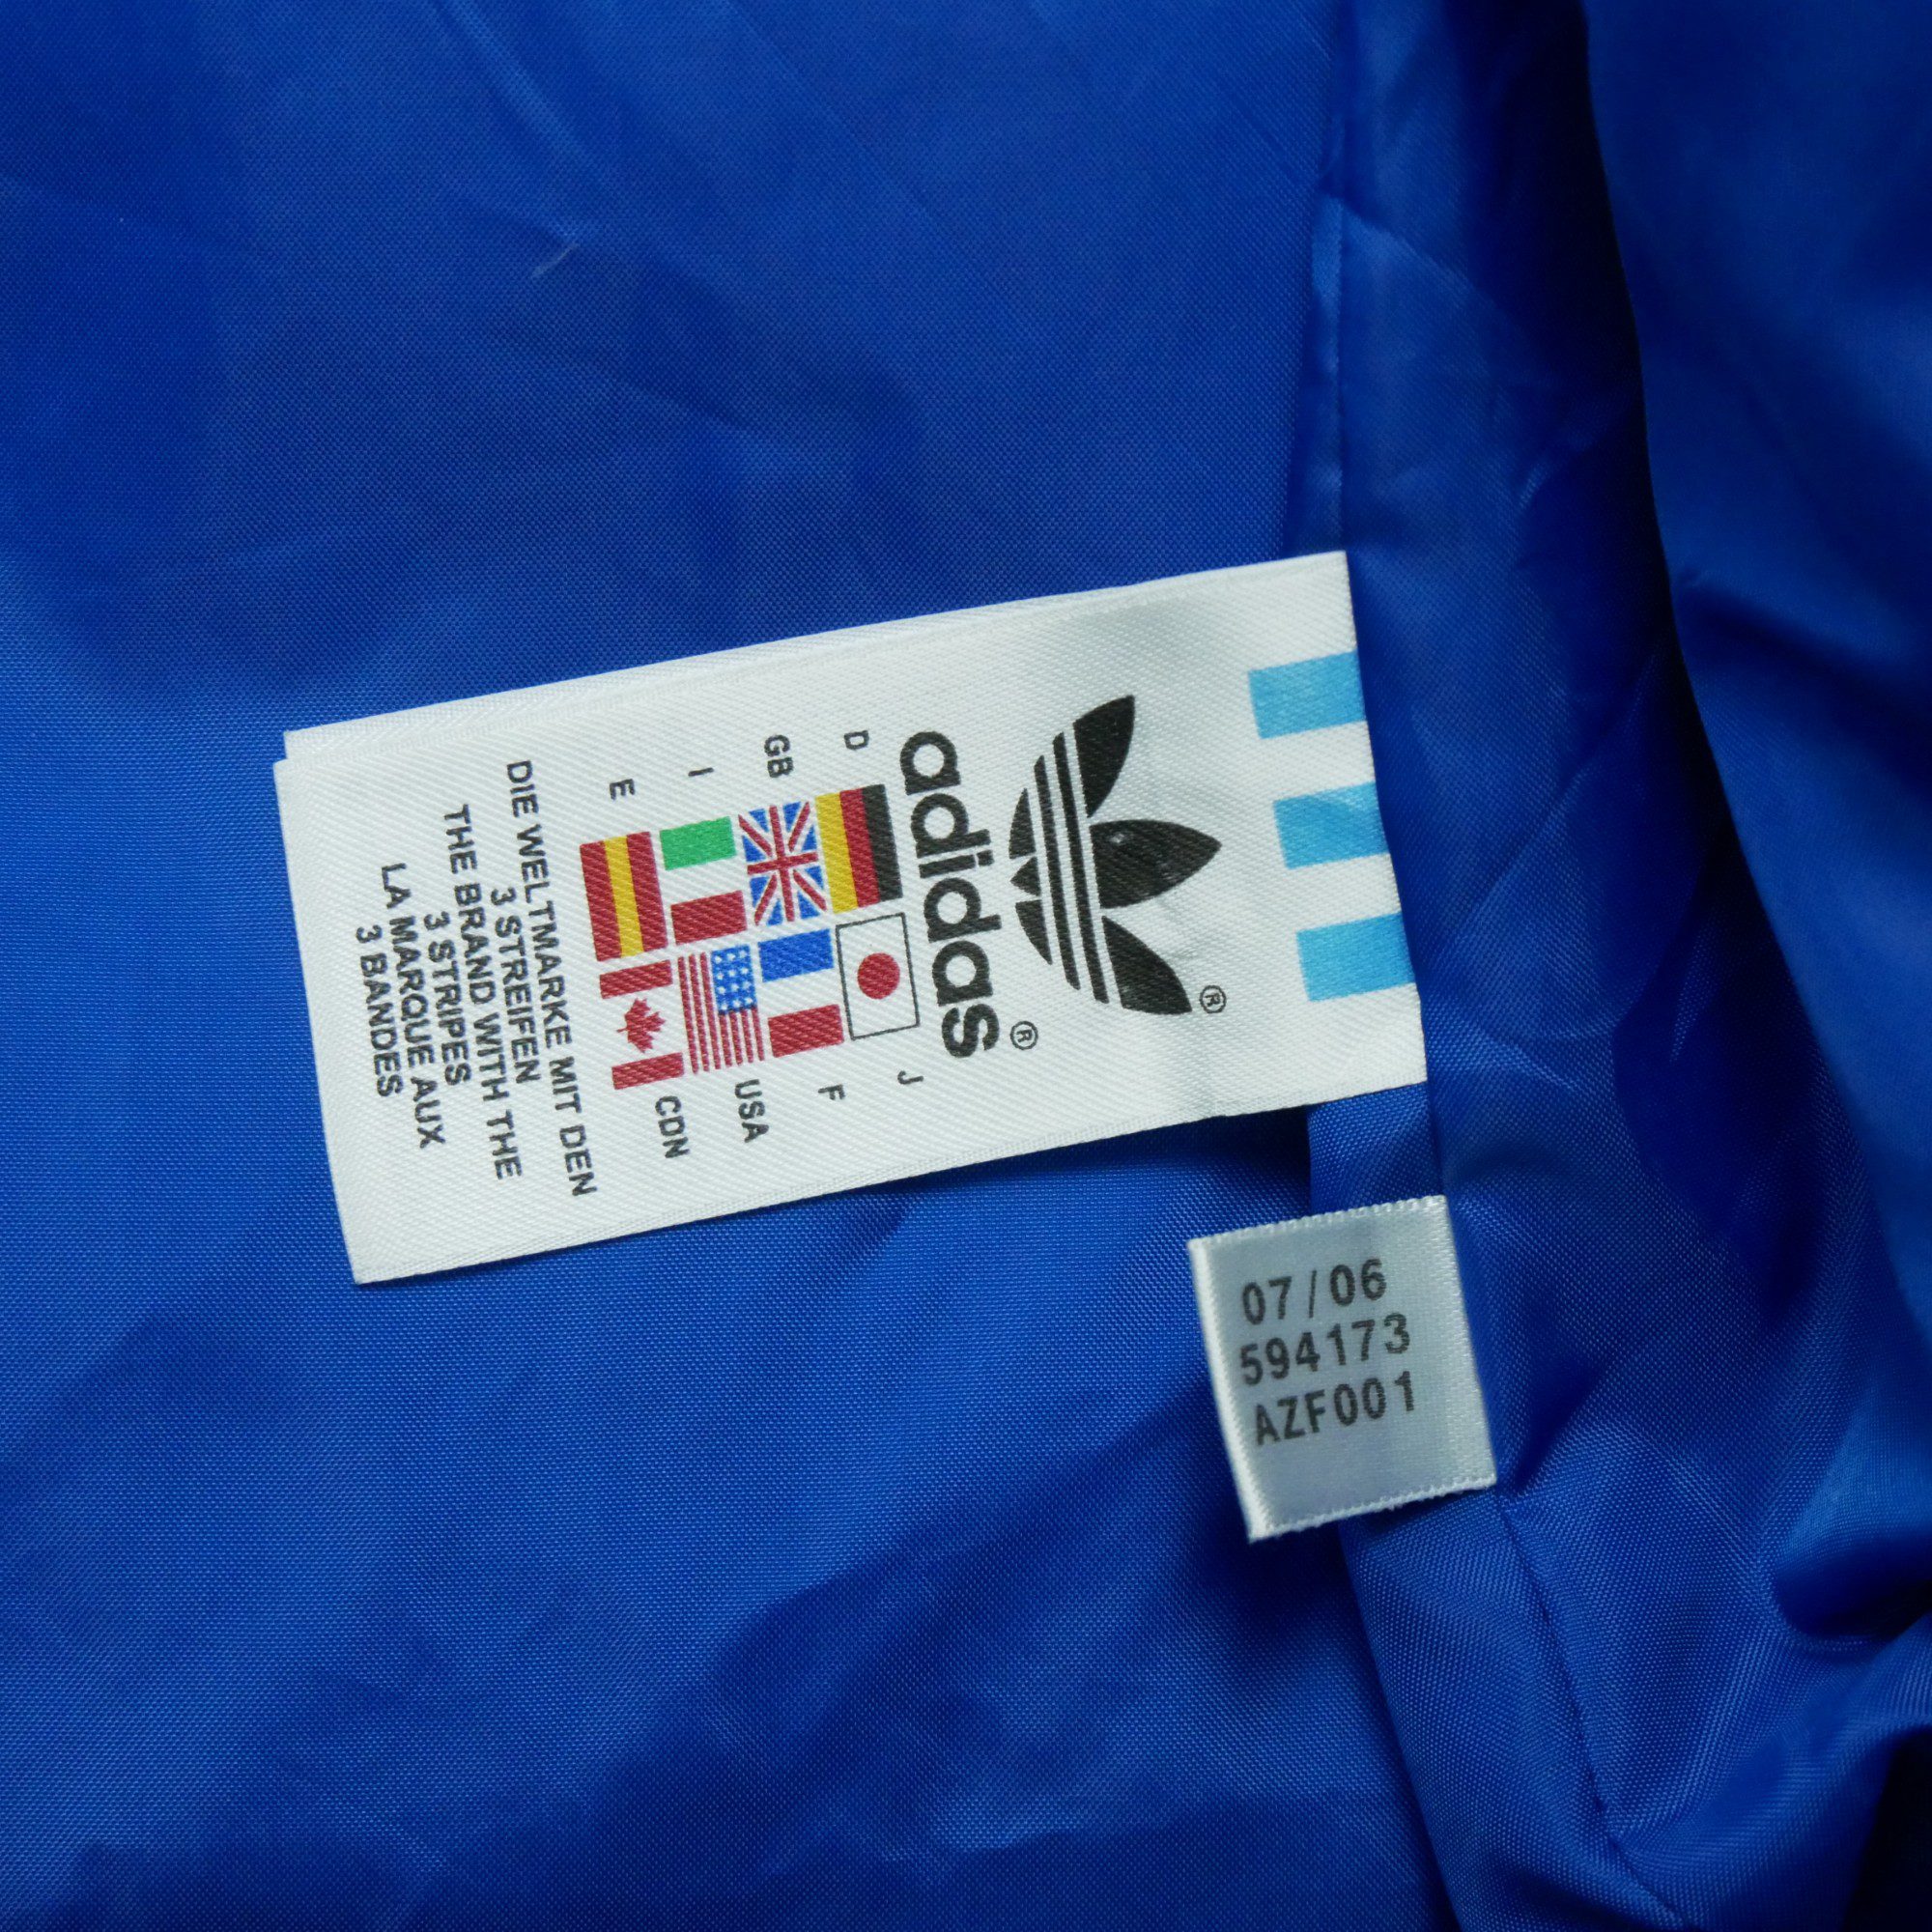 ®
adidas®
D J
GB F
I USA
E CDN
DIE WELTMARKE MIT DEN
3 STREIFEN
THE BRAND WITH THE
3 STRIPES
LA MARQUE AUX
3 BANDES
07/06
594173
AZF001